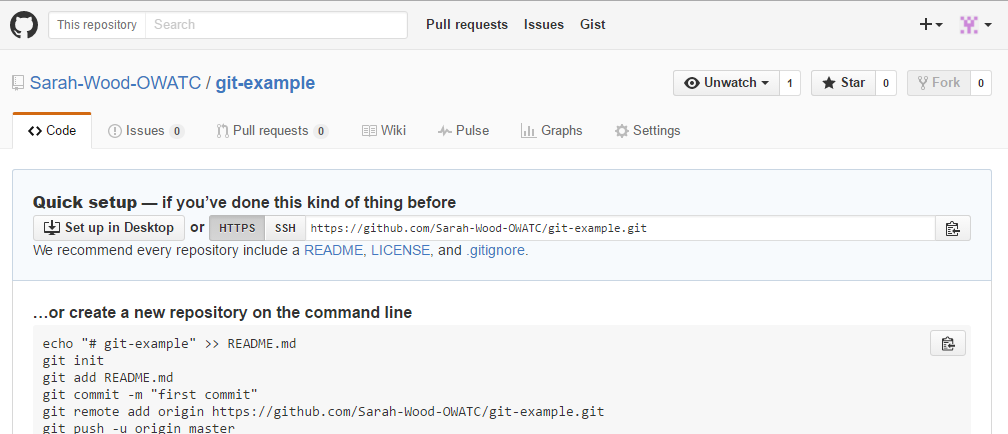 This repository Search Pull requests Issues Gist
Sarah-Wood-OWATC / git-example Unwatch 1 Star 0 Fork 0
Code Issues 0 Pull requests 0 Wiki Pulse Graphs Settings
Quick setup — if you’ve done this kind of thing before
Set up in Desktop or HTTPS SSH https://github.com/Sarah-Wood-OWATC/git-example.git
We recommend every repository include a README, LICENSE, and .gitignore.
…or create a new repository on the command line
echo "# git-example" >> README.md
git init
git add README.md
git commit -m "first commit"
git remote add origin https://github.com/Sarah-Wood-OWATC/git-example.git
git push -u origin master